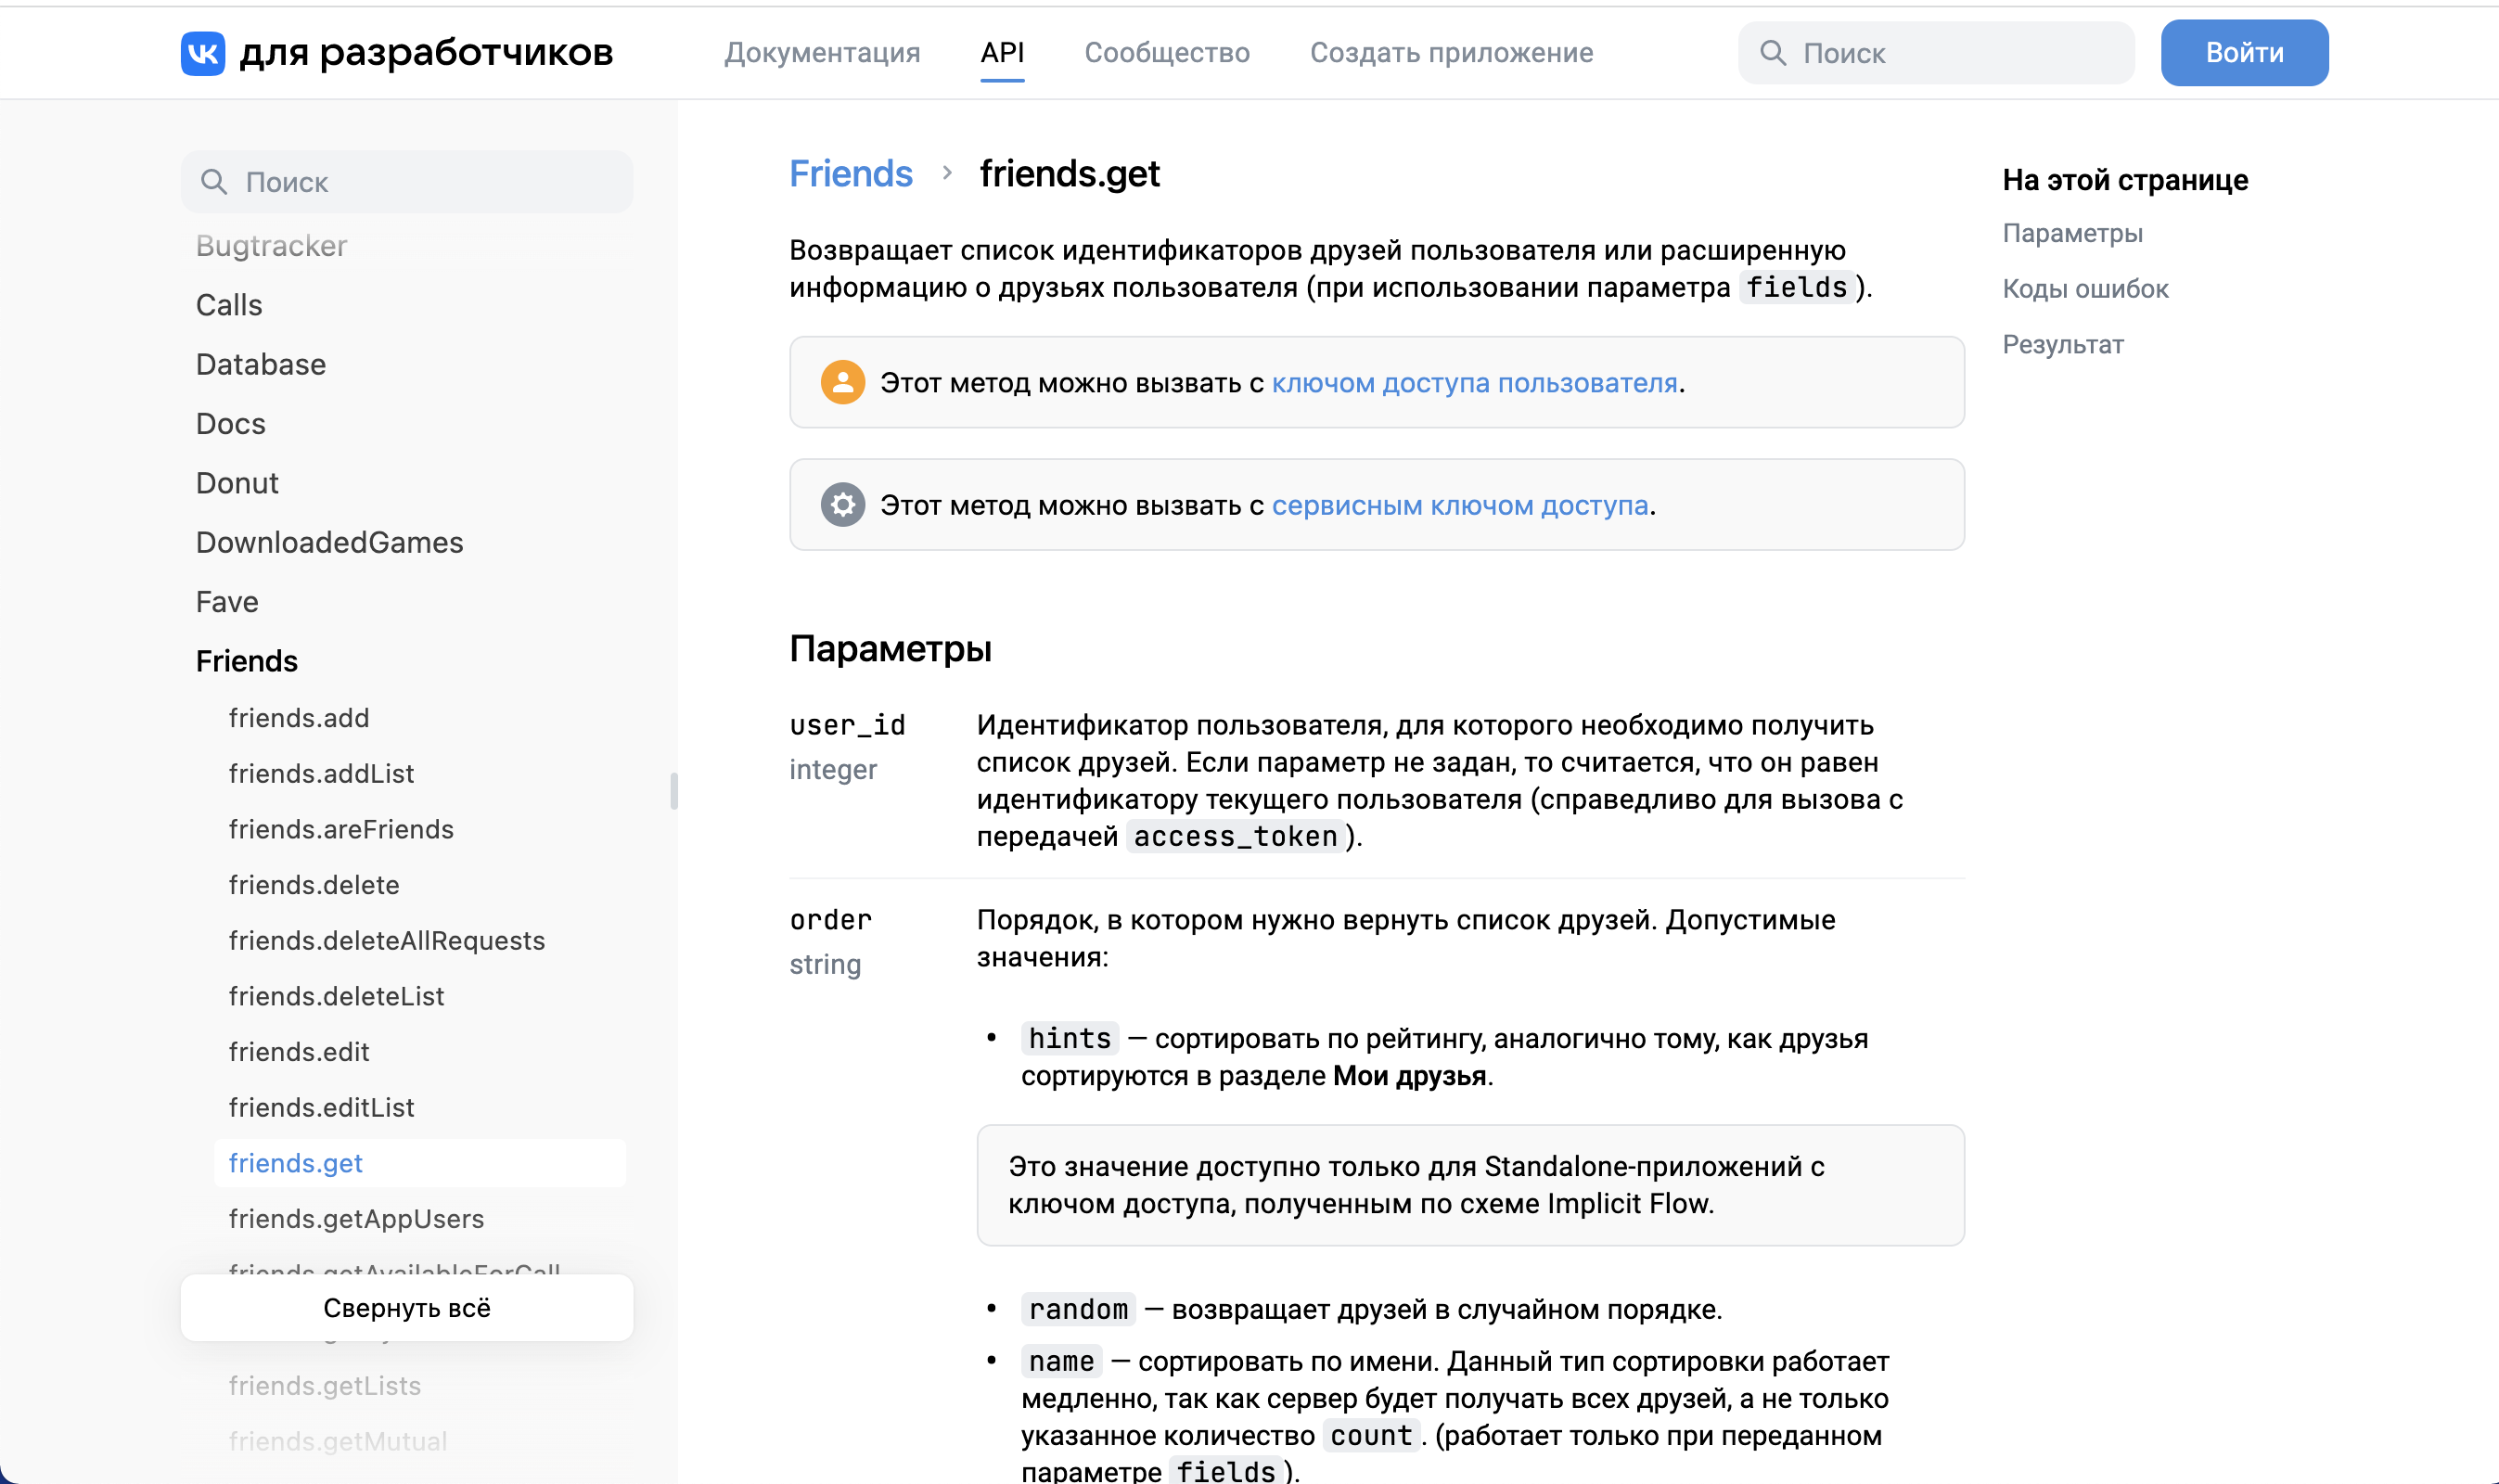 для разработчиков
Документация
API
Сообщество
Создать приложение
Поиск
Войти
Поиск
Bugtracker
Calls
Database
Docs
Donut
DownloadedGames
Fave
Friends
friends.add
friends.addList
friends.areFriends
friends.delete
friends.deleteAllRequests
friends.deleteList
friends.edit
friends.editList
friends.get
friends.getAppUsers
friends.getAvailableForCall
Свернуть всё
friends.getLists
friends.getMutual
Friends > friends.get
Возвращает список идентификаторов друзей пользователя или расширенную
информацию о друзьях пользователя (при использовании параметра fields).
Этот метод можно вызвать с ключом доступа пользователя.
Этот метод можно вызвать с сервисным ключом доступа.
Параметры
user_id
integer
Идентификатор пользователя, для которого необходимо получить
список друзей. Если параметр не задан, то считается, что он равен
идентификатору текущего пользователя (справедливо для вызова с
передачей access_token).
order
string
Порядок, в котором нужно вернуть список друзей. Допустимые
значения:
• hints — сортировать по рейтингу, аналогично тому, как друзья
сортируются в разделе Мои друзья.
Это значение доступно только для Standalone-приложений с
ключом доступа, полученным по схеме Implicit Flow.
• random — возвращает друзей в случайном порядке.
• name — сортировать по имени. Данный тип сортировки работает
медленно, так как сервер будет получать всех друзей, а не только
указанное количество count. (работает только при переданном
параметре fields).
На этой странице
Параметры
Коды ошибок
Результат